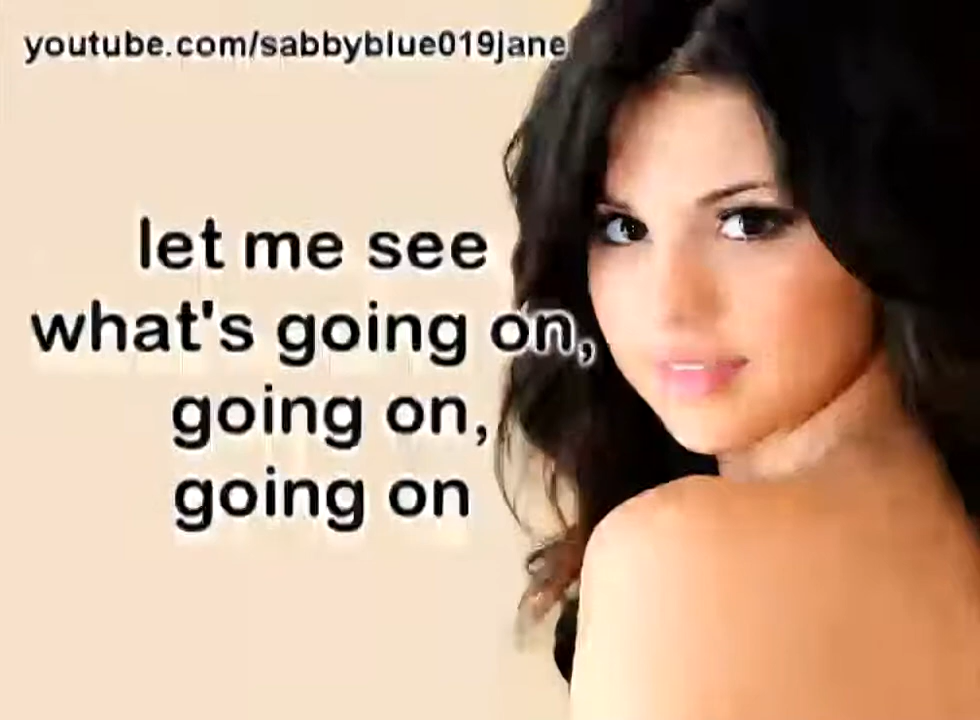 youtube.com/sabbyblue019jane
let me see
what's going on,
going on,
going on